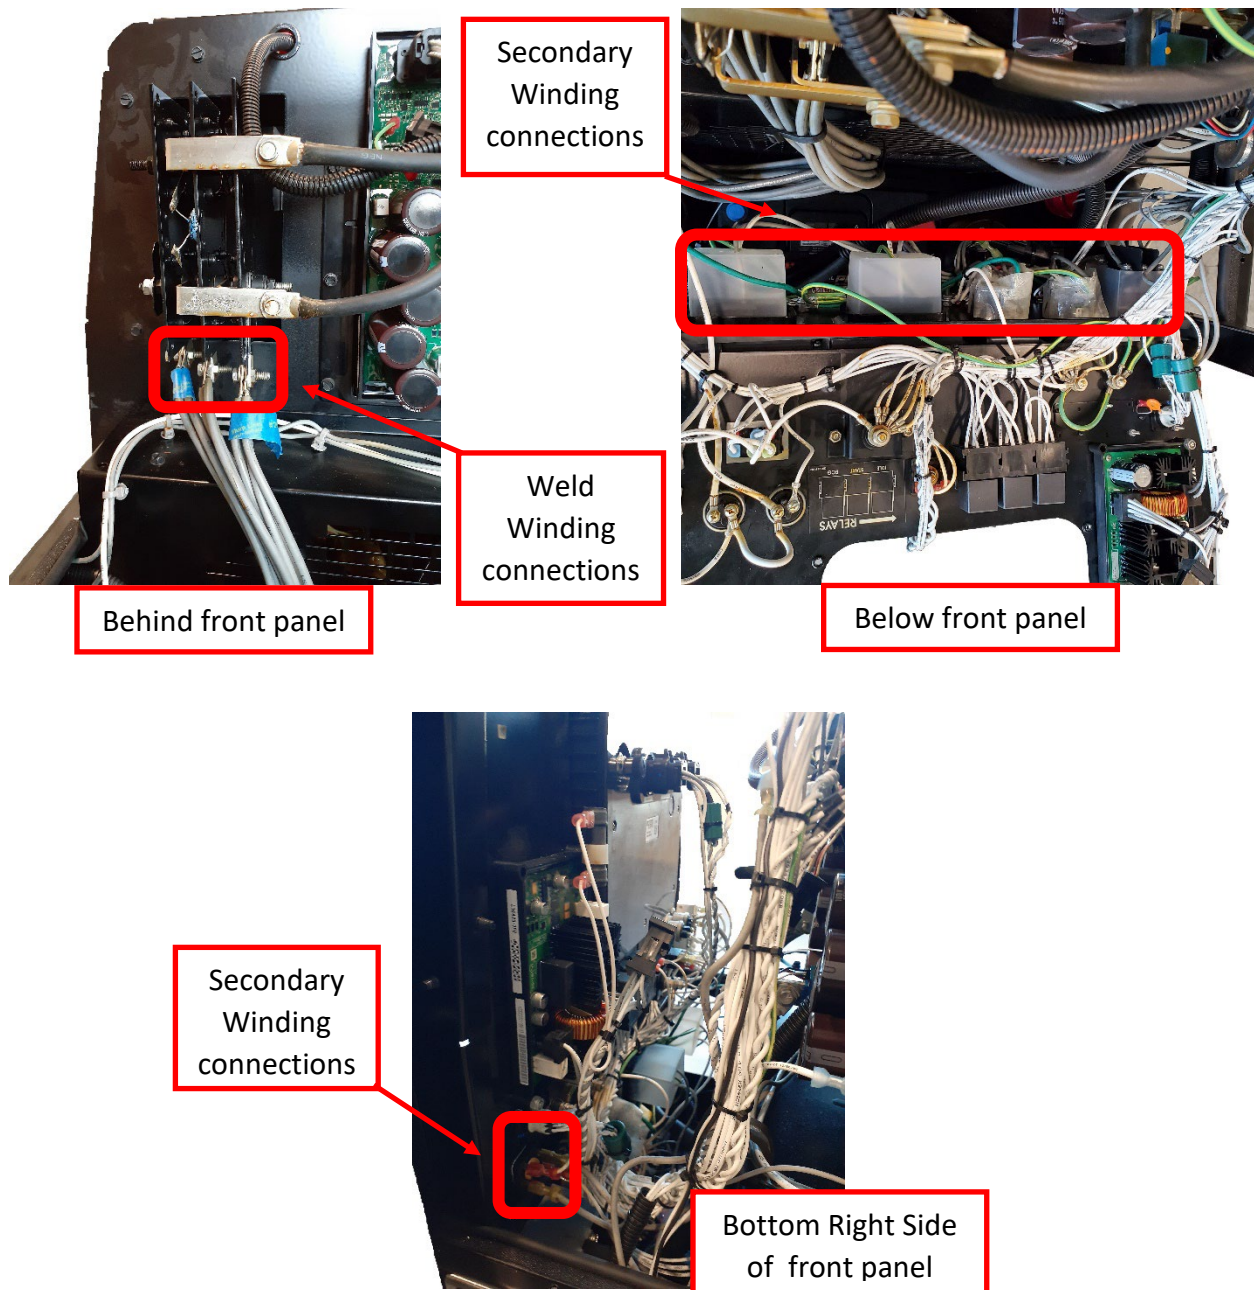 Secondary
Winding
connections
Weld
Winding
connections
Behind front panel
Below front panel
RELAYS
Secondary
Winding
connections
Bottom Right Side
of front panel